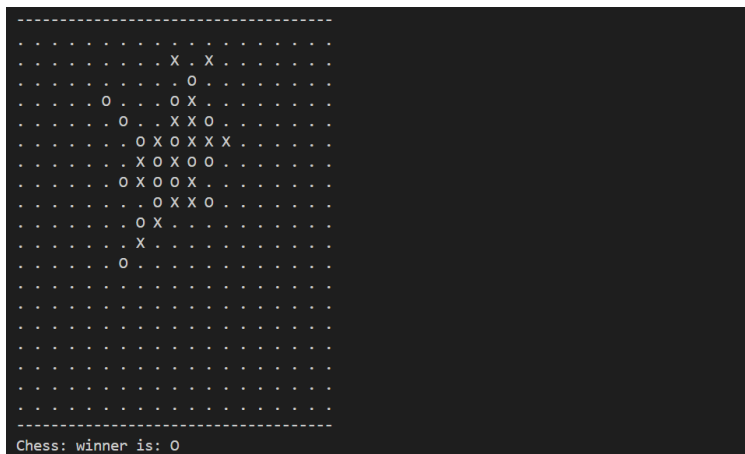 -------------------------------------
. . . . . . . . . . . . . . . . . . .
. . . . . . . . . X . X . . . . . . .
. . . . . . . . . . O . . . . . . . .
. . . . . O . . . O X . . . . . . . .
. . . . . . O . . X X O . . . . . . .
. . . . . . . O X O X X X . . . . . .
. . . . . . . X O X O O . . . . . . .
. . . . . . O X O O X . . . . . . . .
. . . . . . . . O X X O . . . . . . .
. . . . . . . O X . . . . . . . . . .
. . . . . . . X . . . . . . . . . . .
. . . . . . O . . . . . . . . . . . .
. . . . . . . . . . . . . . . . . . .
. . . . . . . . . . . . . . . . . . .
. . . . . . . . . . . . . . . . . . .
. . . . . . . . . . . . . . . . . . .
. . . . . . . . . . . . . . . . . . .
. . . . . . . . . . . . . . . . . . .
. . . . . . . . . . . . . . . . . . .
-------------------------------------
Chess: winner is: O